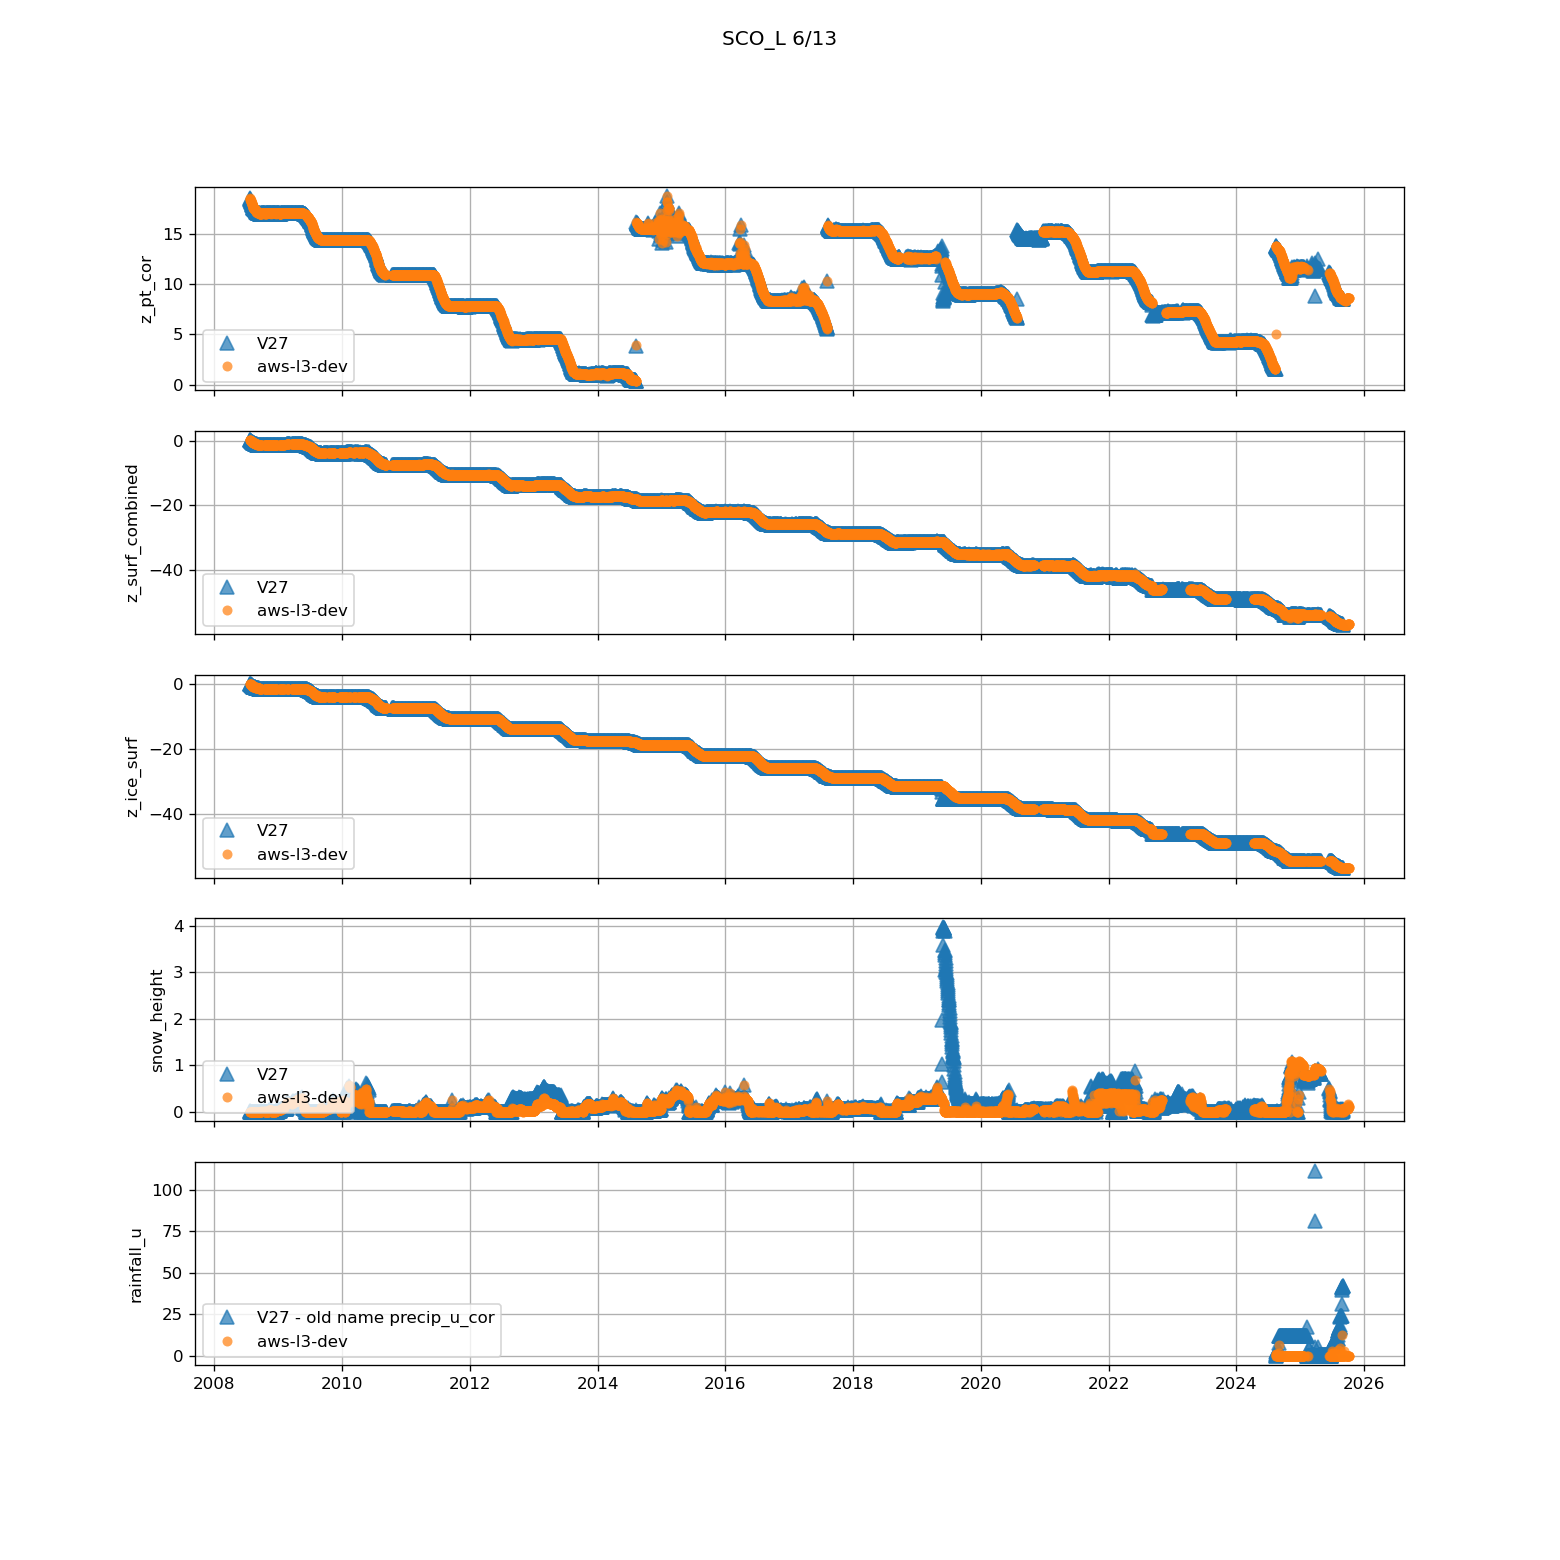 SCO_L 6/13
z_pt_cor
15
10
5
0
V27
aws-l3-dev
z_surf_combined
0
−20
−40
V27
aws-l3-dev
z_ice_surf
0
−20
−40
V27
aws-l3-dev
snow_height
4
3
2
1
0
V27
aws-l3-dev
rainfall_u
100
75
50
25
0
V27 - old name precip_u_cor
aws-l3-dev
2008 2010 2012 2014 2016 2018 2020 2022 2024 2026